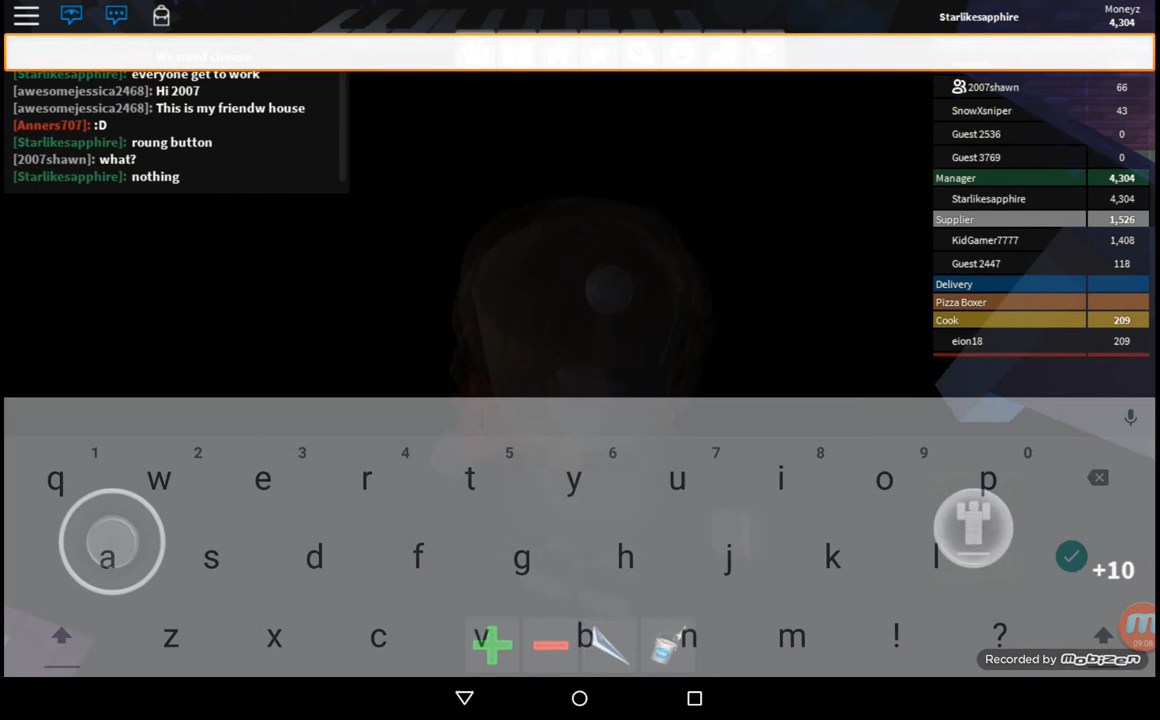 Starlikesapphire
Moneyz
4,304
We need cheese
[Starlikesapphire]: everyone get to work
[awesomejessica2468]: Hi 2007
[awesomejessica2468]: This is my friendw house
[Anners707]: :D
[Starlikesapphire]: roung button
[2007shawn]: what?
[Starlikesapphire]: nothing
2007shawn 66
SnowXsniper 43
Guest 2536 0
Guest 3769 0
Manager 4,304
Starlikesapphire 4,304
Supplier 1,526
KidGamer7777 1,408
Guest 2447 118
Delivery
Pizza Boxer
Cook 209
eion18 209
1 2 3 4 5 6 7 8 9 0
q w e r t y u i o p
a s d f g h j k l
+10
z x c v b n m ! ?
09:08
Recorded by mobizen